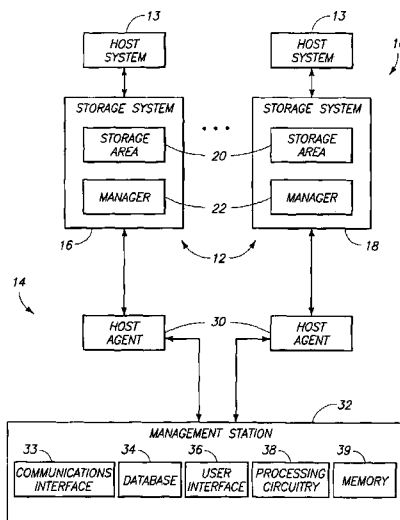 13
13
HOST
SYSTEM
HOST
SYSTEM
STORAGE SYSTEM
STORAGE SYSTEM
STORAGE
AREA
20
STORAGE
AREA
MANAGER
22
MANAGER
16
12
18
14
HOST
AGENT
30
HOST
AGENT
32
MANAGEMENT STATION
33
34
36
38
39
COMMUNICATIONS
INTERFACE
DATABASE
USER
INTERFACE
PROCESSING
CIRCUITRY
MEMORY